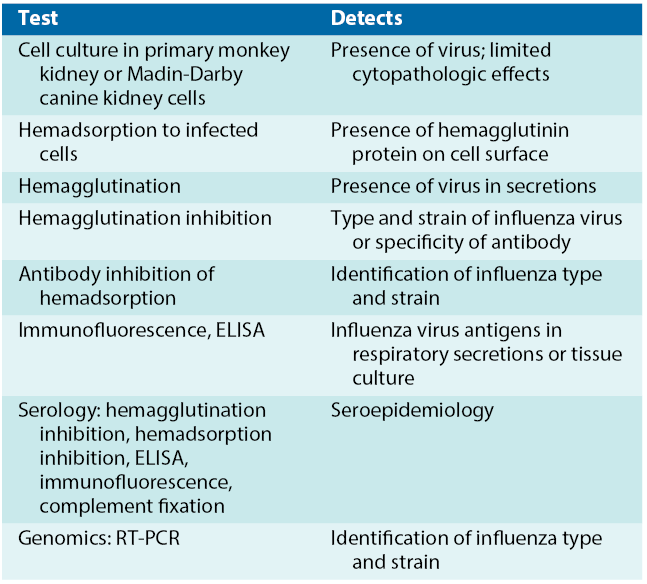 Test Detects
Cell culture in primary monkey Presence of virus; limited
kidney or Madin-Darby cytopathologic effects
canine kidney cells
Hemadsorption to infected Presence of hemagglutinin
cells protein on cell surface
Hemagglutination Presence of virus in secretions
Hemagglutination inhibition Type and strain of influenza virus
or specificity of antibody
Antibody inhibition of Identification of influenza type
hemadsorption and strain
Immunofluorescence, ELISA Influenza virus antigens in
respiratory secretions or tissue
culture
Serology: hemagglutination Seroepidemiology
inhibition, hemadsorption
inhibition, ELISA,
immunofluorescence,
complement fixation
Genomics: RT-PCR Identification of influenza type
and strain